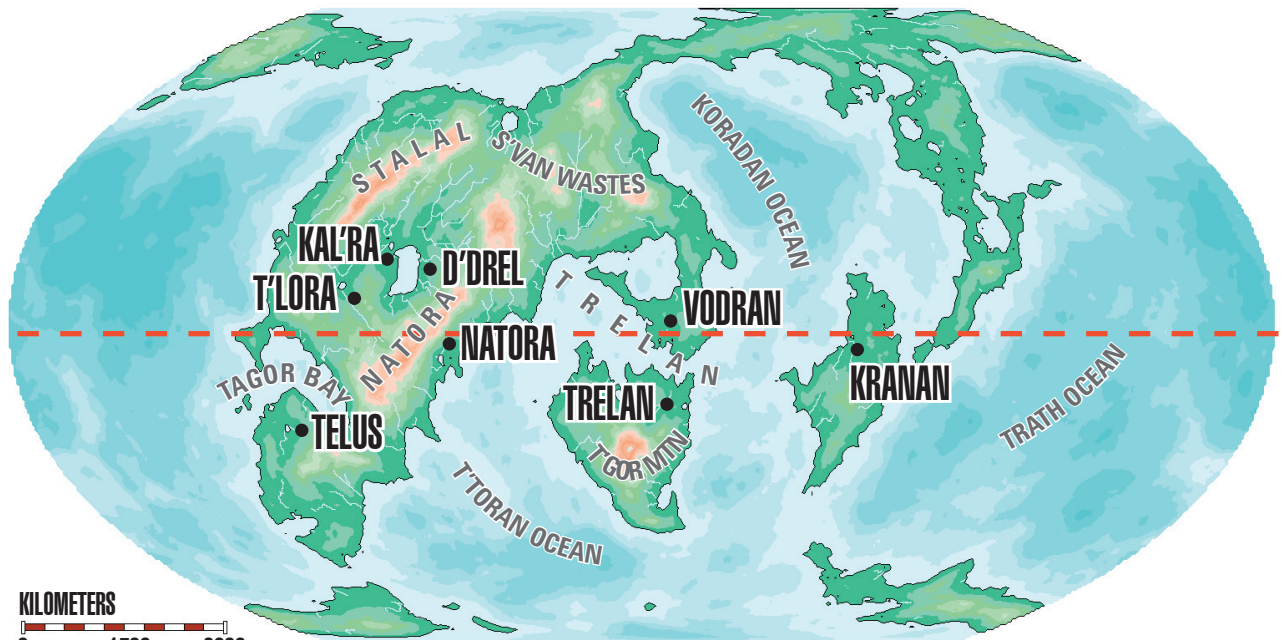 KORADAN OCEAN
STALAL
S'VAN WASTES
KAL'RA
D'DREL
T'LORA
TRELAN
VODRAN
NATORA
NATORA
KRANAN
TAGOR BAY
TRELAN
TRATH OCEAN
TELUS
T'GOR MTN
T'TORAN OCEAN
KILOMETERS